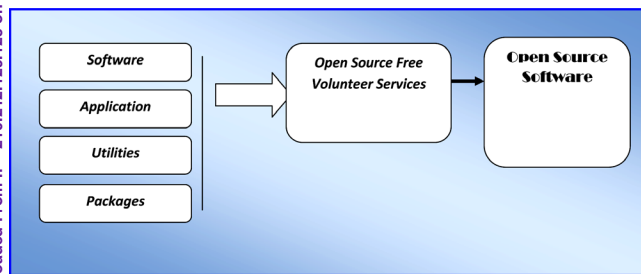 Software
Application
Utilities
Packages
Open Source Free
Volunteer Services
Open Source
Software